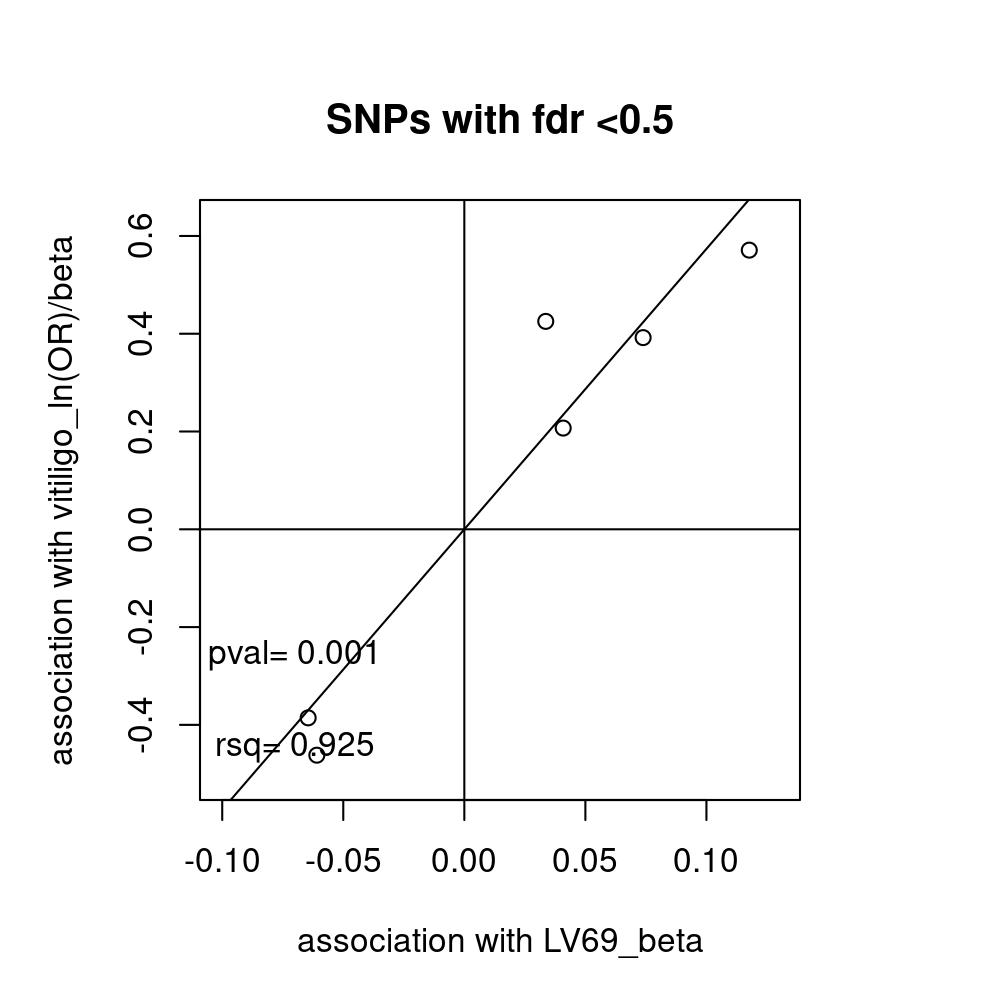 SNPs with fdr <0.5
association with vitiligo_ln(OR)/beta
0.6
0.4
0.2
0.0
-0.2
-0.4
pval= 0.001
rsq= 0.925
-0.10 -0.05 0.00 0.05 0.10
association with LV69_beta